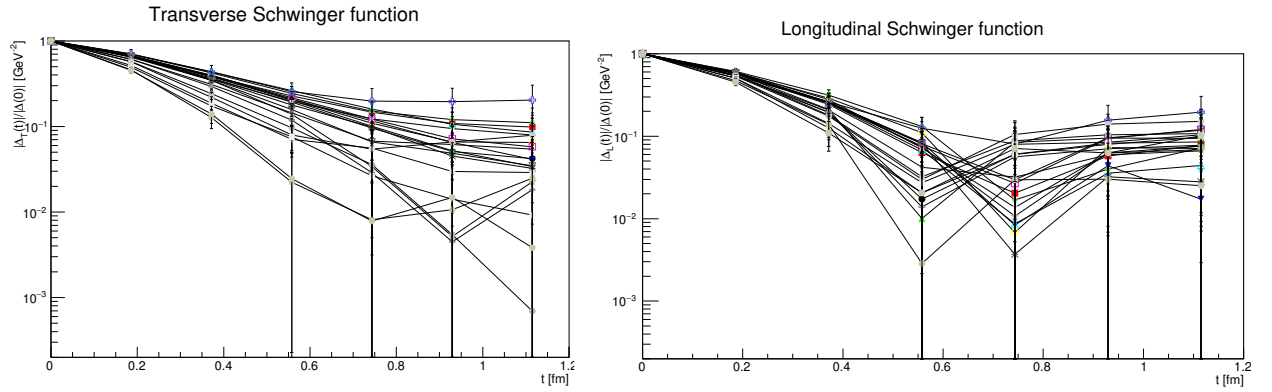 Transverse Schwinger function
|Δ_T(t)|/Δ(0)| [GeV⁻²]
1
10⁻¹
10⁻²
10⁻³
0 0.2 0.4 0.6 0.8 1 1.2
t [fm]
Longitudinal Schwinger function
|Δ_L(t)|/Δ(0)| [GeV⁻²]
1
10⁻¹
10⁻²
10⁻³
0 0.2 0.4 0.6 0.8 1 1.2
t [fm]